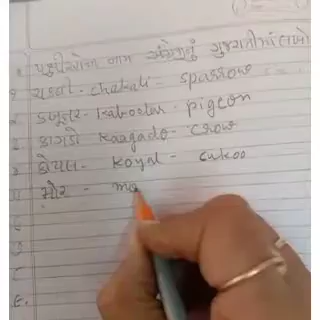 પક્ષીઓના નામ અંગ્રેજીનું ગુજરાતીમાં લખો
ચકલી - chakali - sparrow
કબૂતર - Kabootar - pigeon
કાગડો Kaagado - crow
કોયલ - Koyal - cukoo
મોર - mo